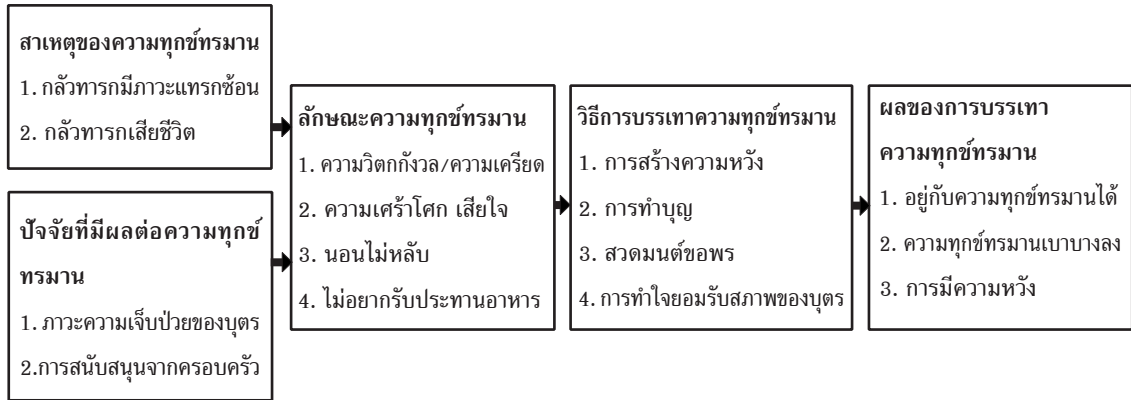 สาเหตุของความทุกข์ทรมาน
1. กลัวทารกมีภาวะแทรกซ้อน
2. กลัวทารกเสียชีวิต
ปัจจัยที่มีผลต่อความทุกข์
ทรมาน
1. ภาวะความเจ็บป่วยของบุตร
2.การสนับสนุนจากครอบครัว
ลักษณะความทุกข์ทรมาน
1. ความวิตกกังวล/ความเครียด
2. ความเศร้าโศก เสียใจ
3. นอนไม่หลับ
4. ไม่อยากรับประทานอาหาร
วิธีการบรรเทาความทุกข์ทรมาน
1. การสร้างความหวัง
2. การทำบุญ
3. สวดมนต์ขอพร
4. การทำใจยอมรับสภาพของบุตร
ผลของการบรรเทา
ความทุกข์ทรมาน
1. อยู่กับความทุกข์ทรมานได้
2. ความทุกข์ทรมานเบาบางลง
3. การมีความหวัง